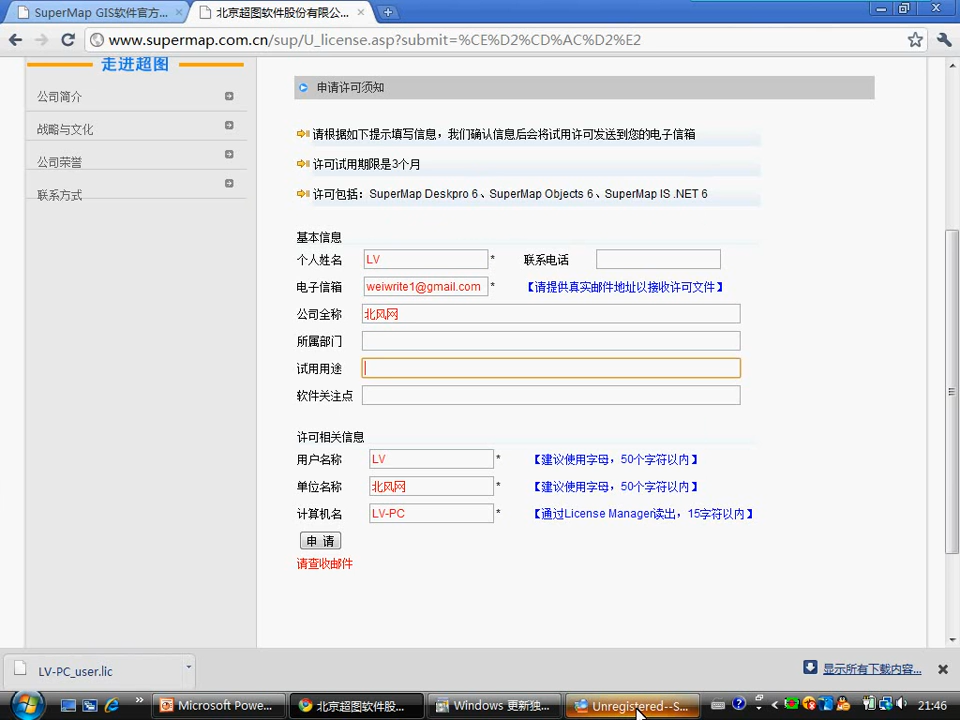 SuperMap GIS软件官方...
北京超图软件股份有限公...
www.supermap.com.cn/sup/U_license.asp?submit=%CE%D2%CD%AC%D2%E2
走进超图
公司简介
战略与文化
公司荣誉
联系方式
申请许可须知
请根据如下提示填写信息，我们确认信息后会将试用许可发送到您的电子信箱
许可试用期限是3个月
许可包括：SuperMap Deskpro 6、SuperMap Objects 6、SuperMap IS .NET 6
基本信息
个人姓名 LV * 联系电话
电子信箱 weiwrite1@gmail.com * 【请提供真实邮件地址以接收许可文件】
公司全称 北风网
所属部门
试用用途
软件关注点
许可相关信息
用户名称 LV * 【建议使用字母，50个字符以内】
单位名称 北风网 * 【建议使用字母，50个字符以内】
计算机名 LV-PC * 【通过License Manager读出，15字符以内】
申 请
请查收邮件
LV-PC_user.lic
显示所有下载内容...
Microsoft Powe...
北京超图软件股...
Windows 更新独...
Unregistered--S...
21:46